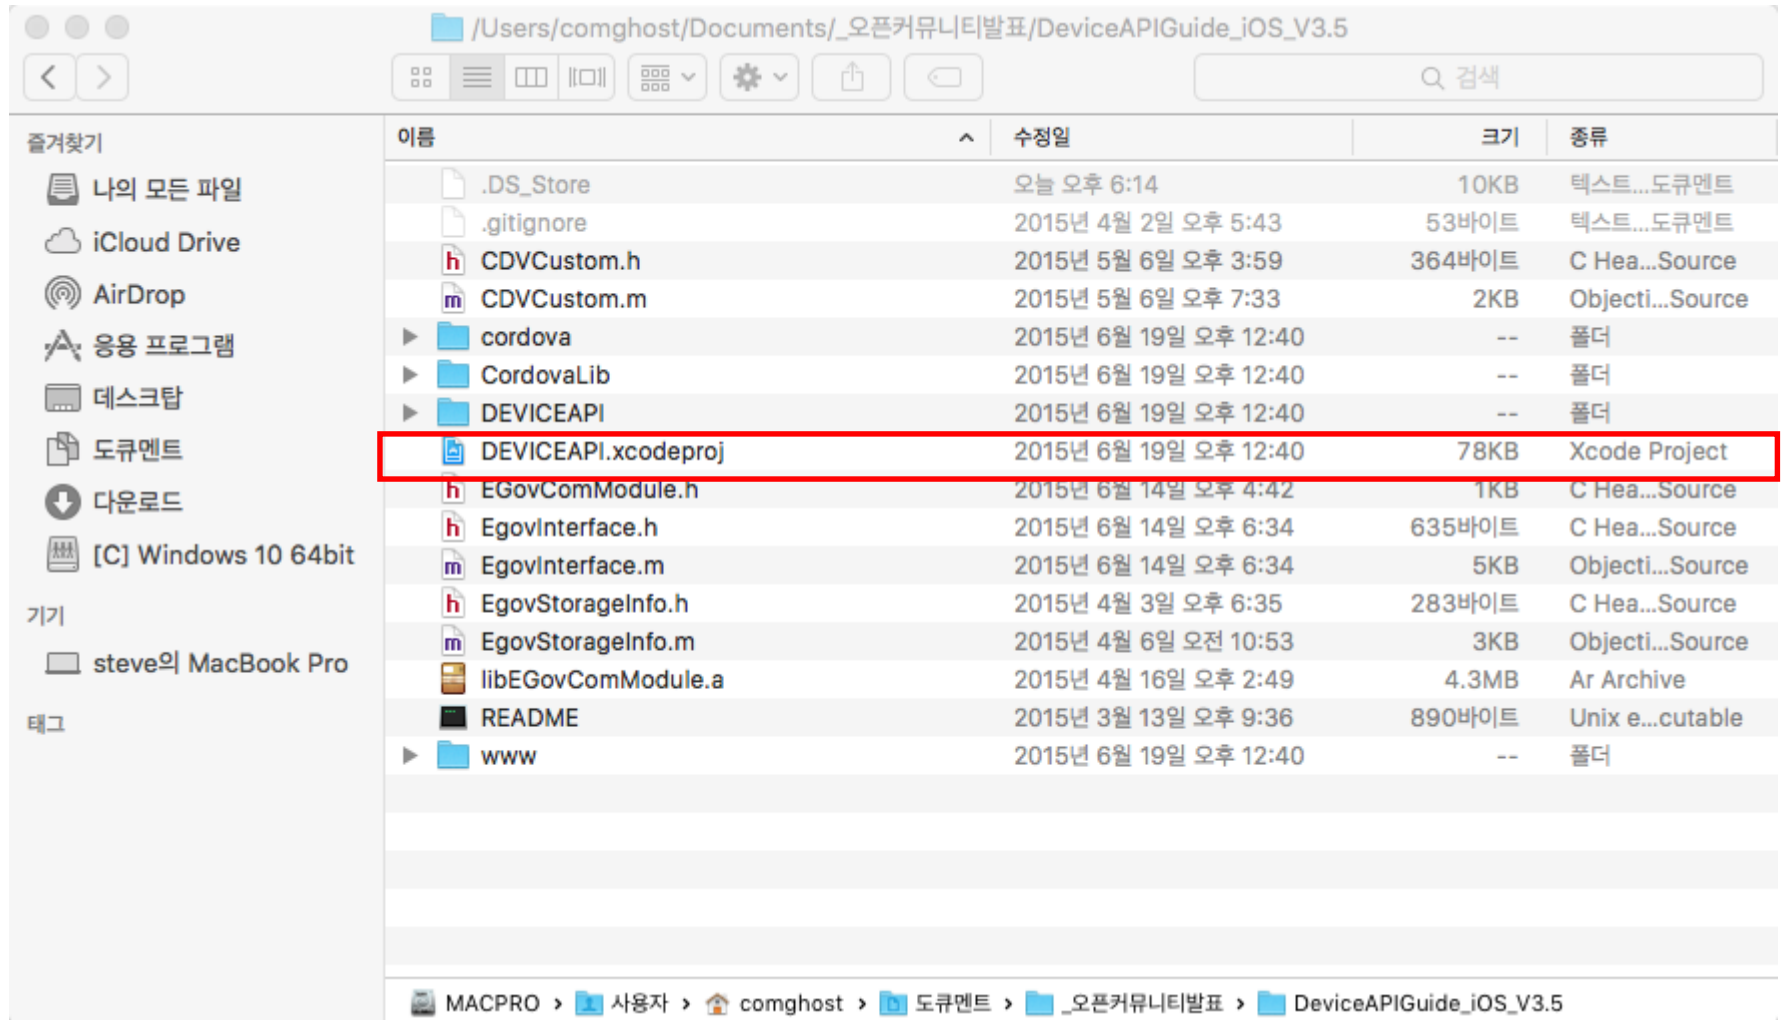 /Users/comghost/Documents/_오픈커뮤니티발표/DeviceAPIGuide_iOS_V3.5
검색
즐겨찾기
나의 모든 파일
iCloud Drive
AirDrop
응용 프로그램
데스크탑
도큐멘트
다운로드
[C] Windows 10 64bit
기기
steve의 MacBook Pro
태그
이름 수정일 크기 종류
.DS_Store 오늘 오후 6:14 10KB 텍스트...도큐멘트
.gitignore 2015년 4월 2일 오후 5:43 53바이트 텍스트...도큐멘트
CDVCustom.h 2015년 5월 6일 오후 3:59 364바이트 C Hea...Source
CDVCustom.m 2015년 5월 6일 오후 7:33 2KB Objecti...Source
cordova 2015년 6월 19일 오후 12:40 -- 폴더
CordovaLib 2015년 6월 19일 오후 12:40 -- 폴더
DEVICEAPI 2015년 6월 19일 오후 12:40 -- 폴더
DEVICEAPI.xcodeproj 2015년 6월 19일 오후 12:40 78KB Xcode Project
EGovComModule.h 2015년 6월 14일 오후 4:42 1KB C Hea...Source
EgovInterface.h 2015년 6월 14일 오후 6:34 635바이트 C Hea...Source
EgovInterface.m 2015년 6월 14일 오후 6:34 5KB Objecti...Source
EgovStorageInfo.h 2015년 4월 3일 오후 6:35 283바이트 C Hea...Source
EgovStorageInfo.m 2015년 4월 6일 오전 10:53 3KB Objecti...Source
libEGovComModule.a 2015년 4월 16일 오후 2:49 4.3MB Ar Archive
README 2015년 3월 13일 오후 9:36 890바이트 Unix e...cutable
www 2015년 6월 19일 오후 12:40 -- 폴더
MACPRO › 사용자 › comghost › 도큐멘트 › _오픈커뮤니티발표 › DeviceAPIGuide_iOS_V3.5